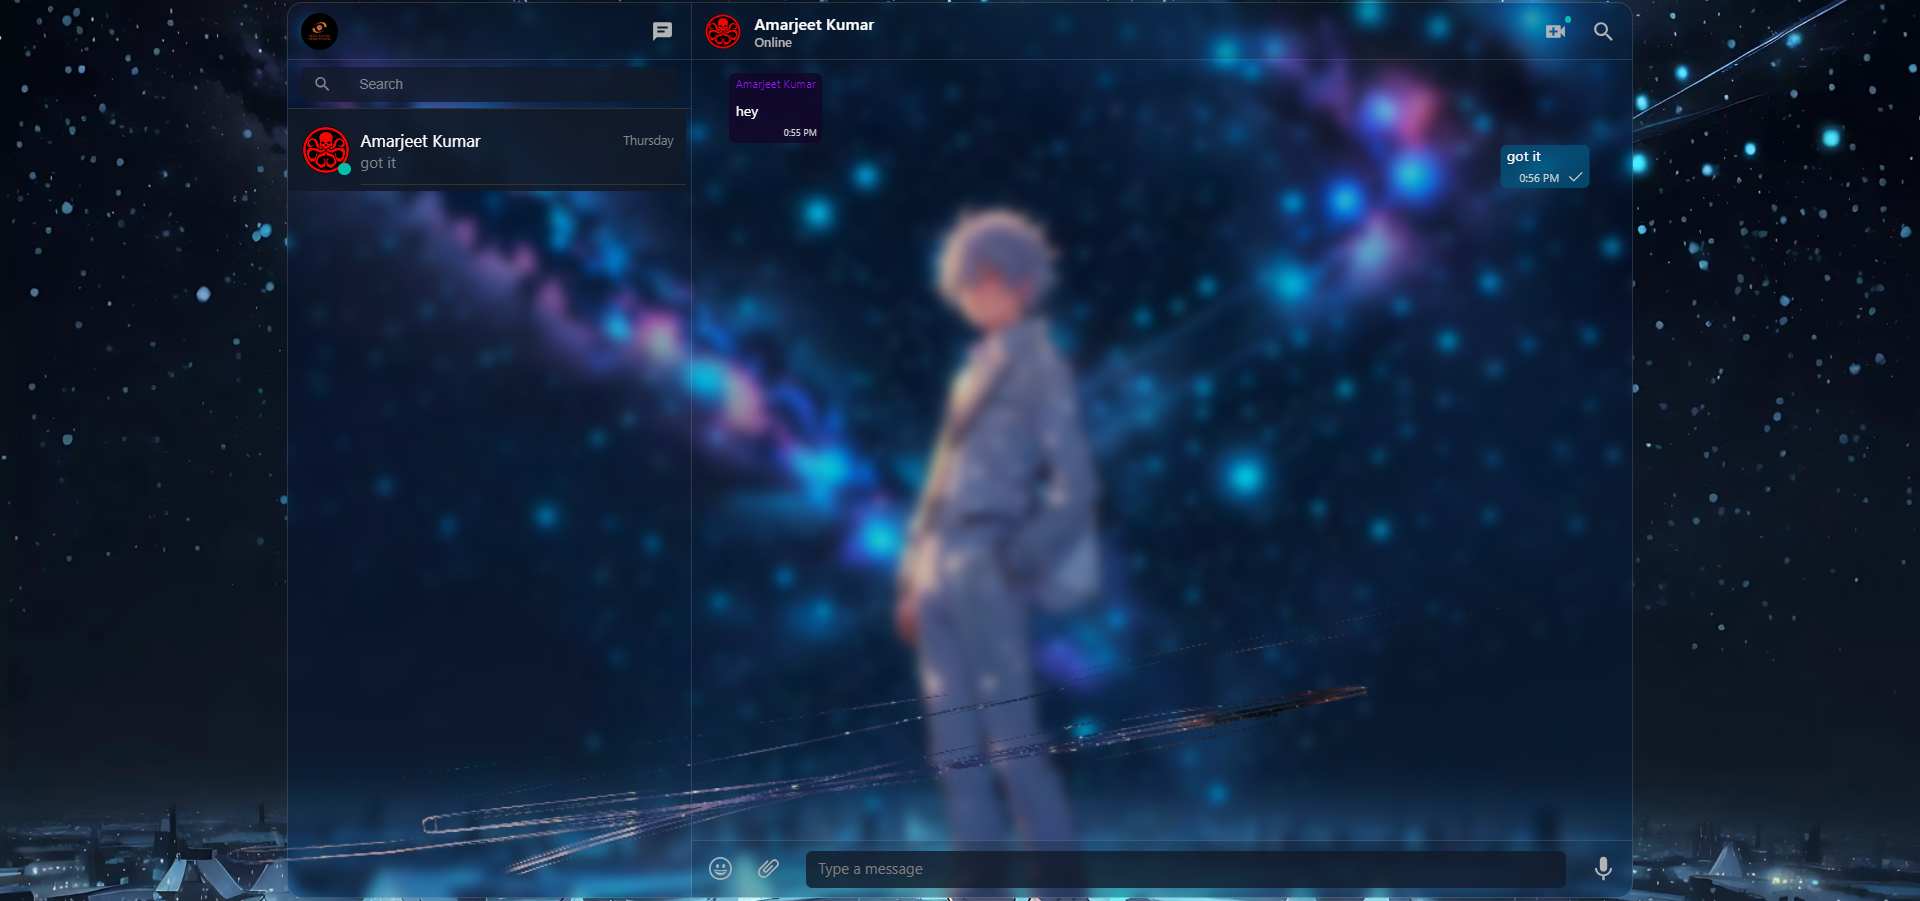 Search
Amarjeet Kumar
Thursday
got it
Amarjeet Kumar
Online
Amarjeet Kumar
hey
0:55 PM
got it
0:56 PM
Type a message